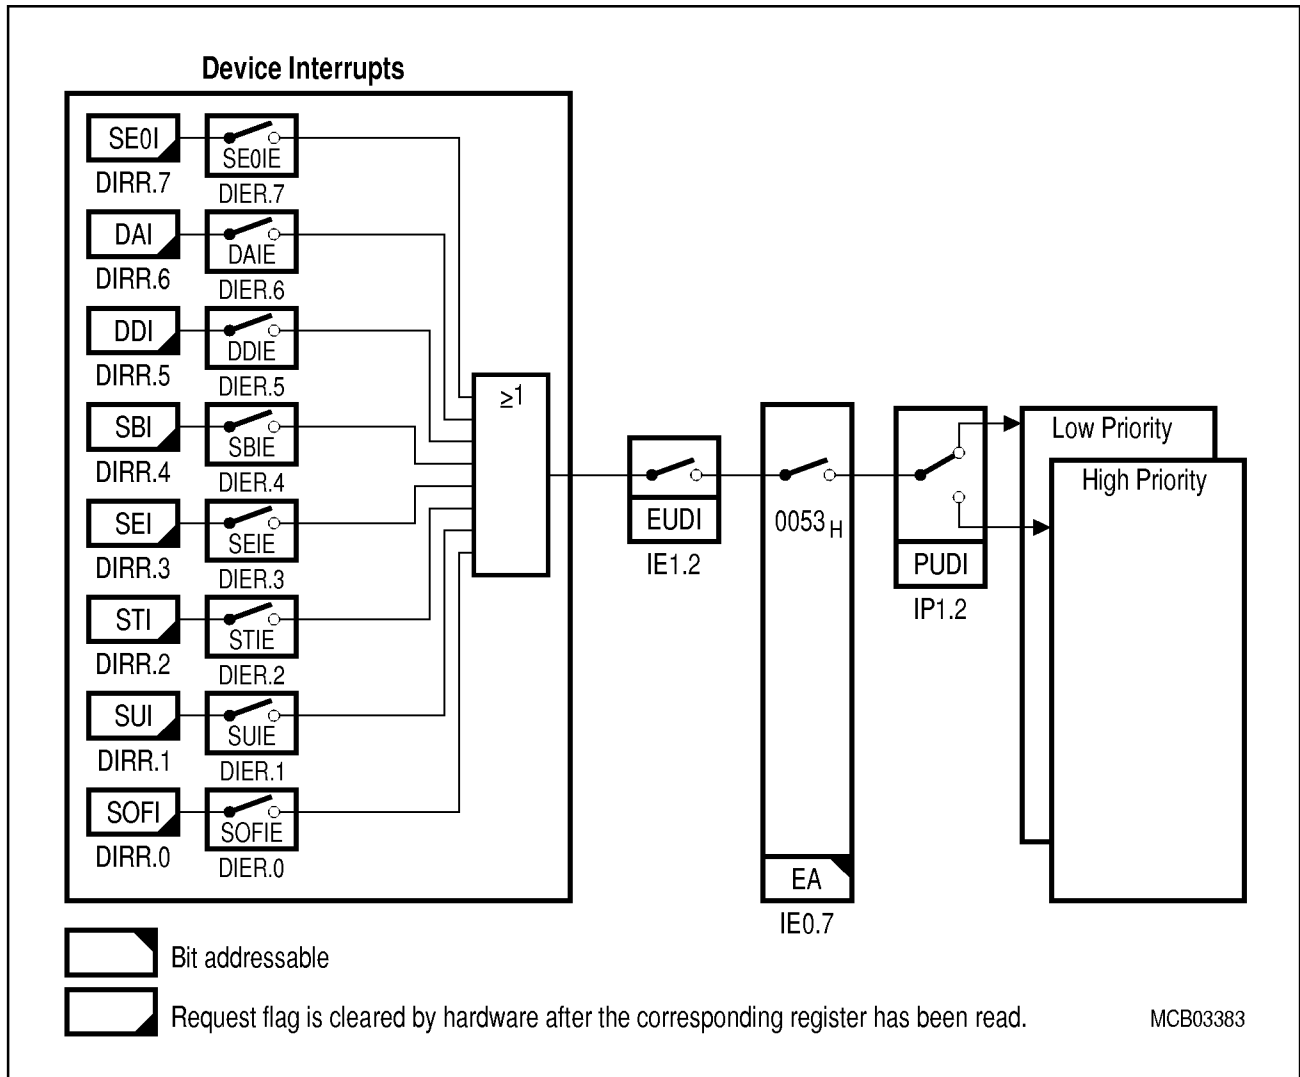 Device Interrupts
SE0I
SE0IE
DIRR.7
DIER.7
DAI
DAIE
DIRR.6
DIER.6
DDI
DDIE
DIRR.5
DIER.5
SBI
SBIE
DIRR.4
DIER.4
SEI
SEIE
DIRR.3
DIER.3
STI
STIE
DIRR.2
DIER.2
SUI
SUIE
DIRR.1
DIER.1
SOFI
SOFIE
DIRR.0
DIER.0
≥1
EUDI
IE1.2
0053 H
EA
IE0.7
PUDI
IP1.2
Low Priority
High Priority
Bit addressable
Request flag is cleared by hardware after the corresponding register has been read.
MCB03383